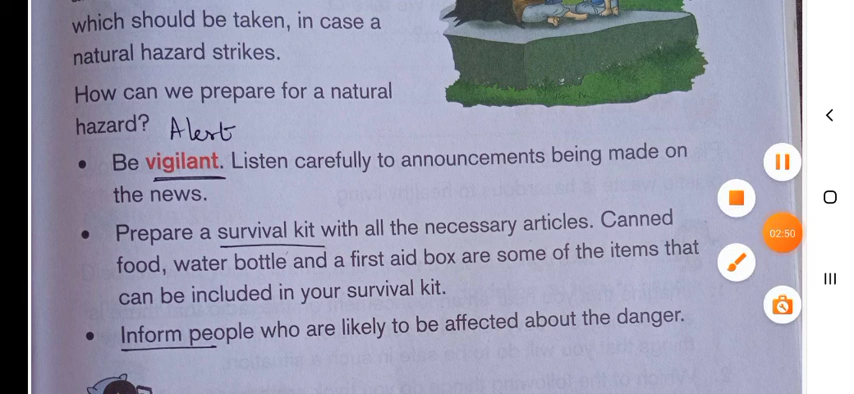 which should be taken, in case a
natural hazard strikes.
How can we prepare for a natural
hazard? Alert
• Be vigilant. Listen carefully to announcements being made on
the news.
• Prepare a survival kit with all the necessary articles. Canned
food, water bottle and a first aid box are some of the items that
can be included in your survival kit.
• Inform people who are likely to be affected about the danger.
02:50